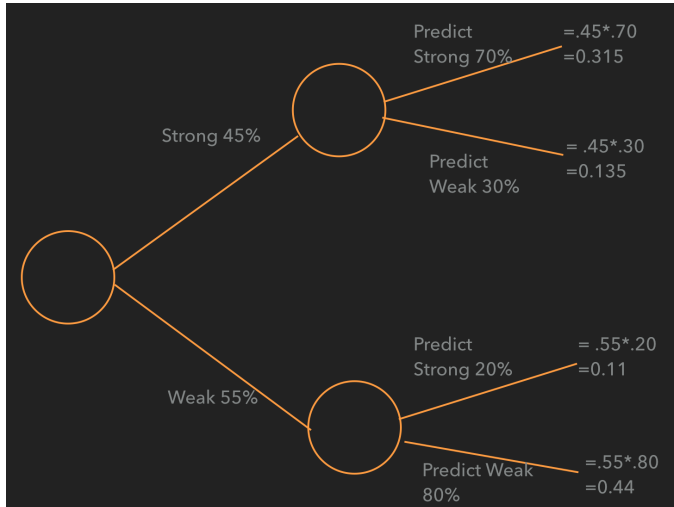 Predict
Strong 70%
=.45*.70
=0.315
Strong 45%
Predict
Weak 30%
= .45*.30
=0.135
Weak 55%
Predict
Strong 20%
= .55*.20
=0.11
Predict Weak
80%
=.55*.80
=0.44